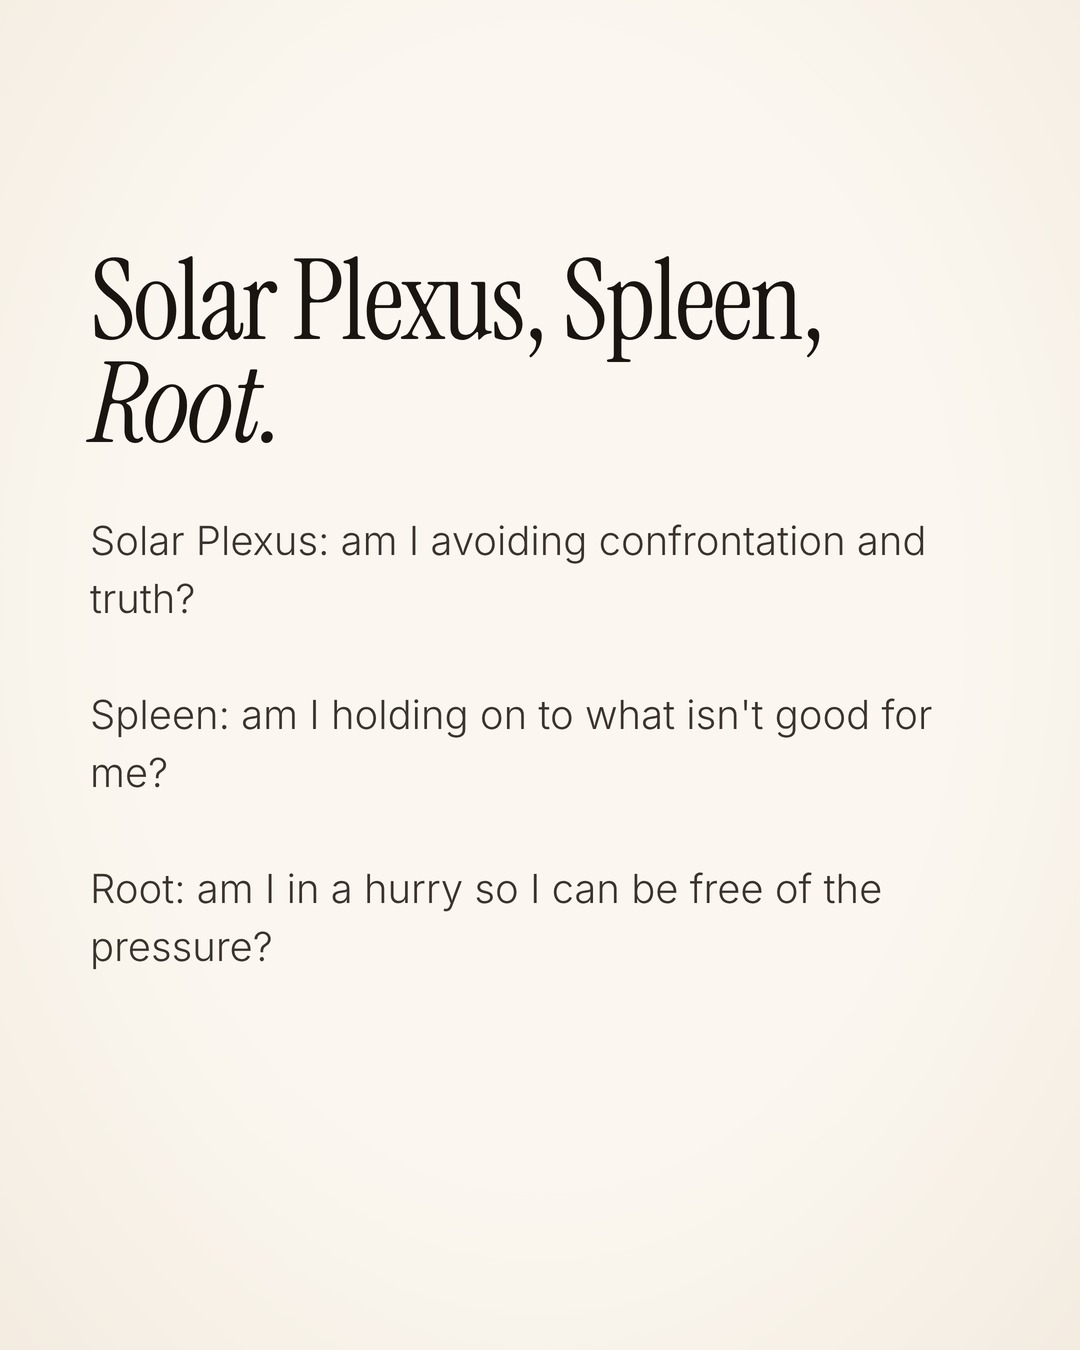 Solar Plexus, Spleen,
Root.
Solar Plexus: am I avoiding confrontation and
truth?
Spleen: am I holding on to what isn't good for
me?
Root: am I in a hurry so I can be free of the
pressure?